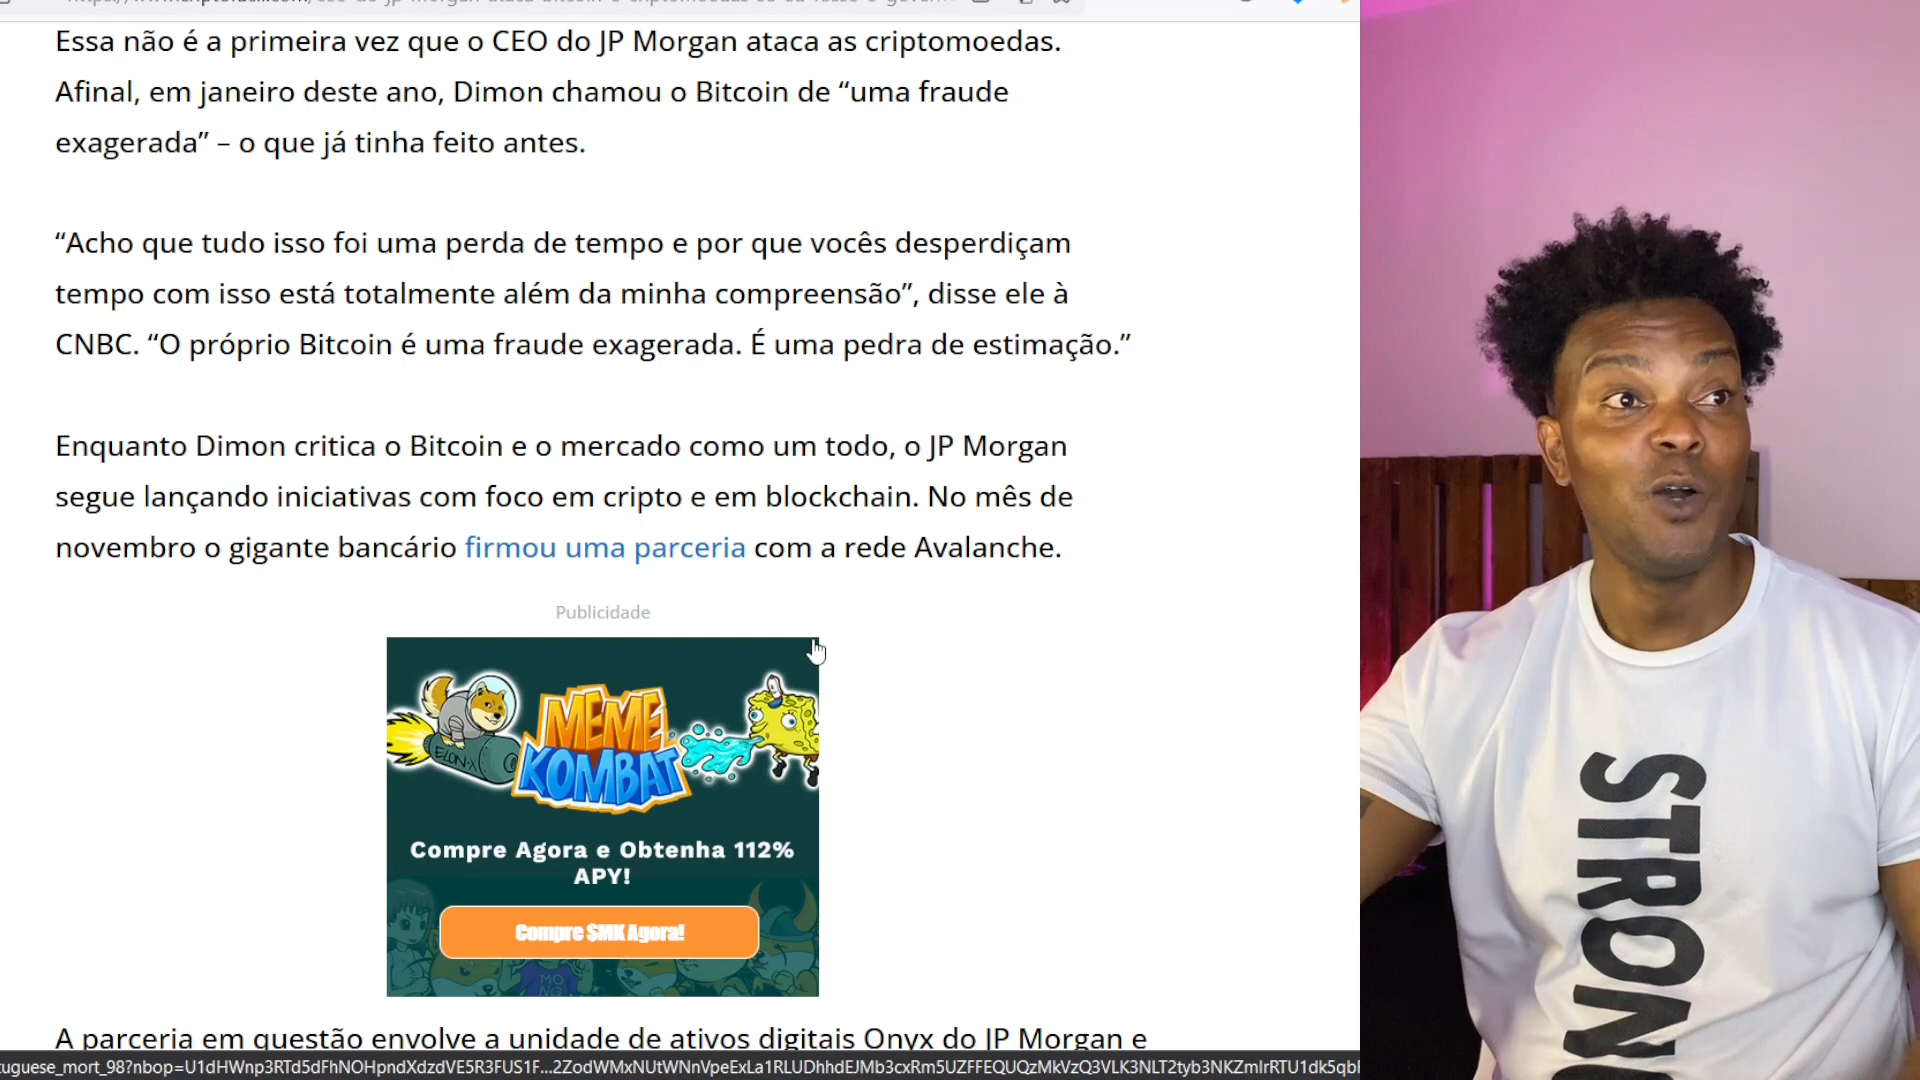 Essa não é a primeira vez que o CEO do JP Morgan ataca as criptomoedas.
Afinal, em janeiro deste ano, Dimon chamou o Bitcoin de “uma fraude
exagerada” – o que já tinha feito antes.
“Acho que tudo isso foi uma perda de tempo e por que vocês desperdiçam
tempo com isso está totalmente além da minha compreensão”, disse ele à
CNBC. “O próprio Bitcoin é uma fraude exagerada. É uma pedra de estimação.”
Enquanto Dimon critica o Bitcoin e o mercado como um todo, o JP Morgan
segue lançando iniciativas com foco em cripto e em blockchain. No mês de
novembro o gigante bancário firmou uma parceria com a rede Avalanche.
Publicidade
ELON-X
MEME
KOMBAT
Compre Agora e Obtenha 112%
APY!
Compre $MK Agora!
A parceria em questão envolve a unidade de ativos digitais Onyx do JP Morgan e
STRONG